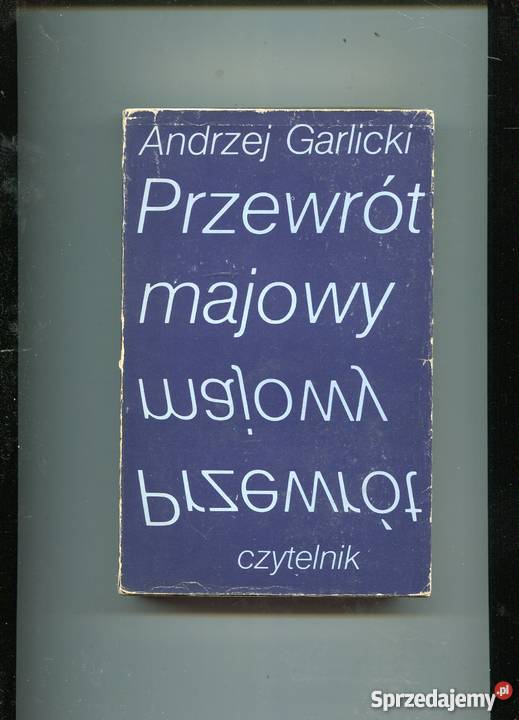 Andrzej Garlicki
Przewrót
majowy
majowy
Przewrót
czytelnik
Sprzedajemy.pl